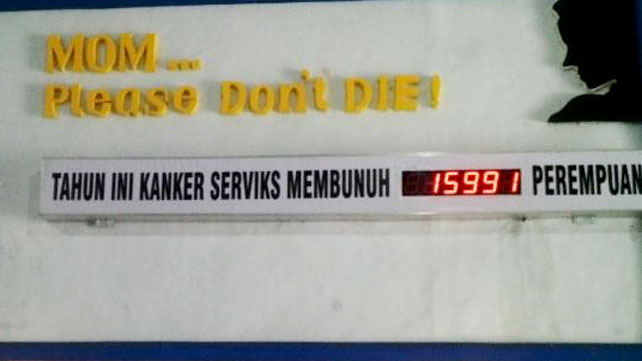 MOM...
Please Don't DIE!
TAHUN INI KANKER SERVIKS MEMBUNUH 15991 PEREMPUAN